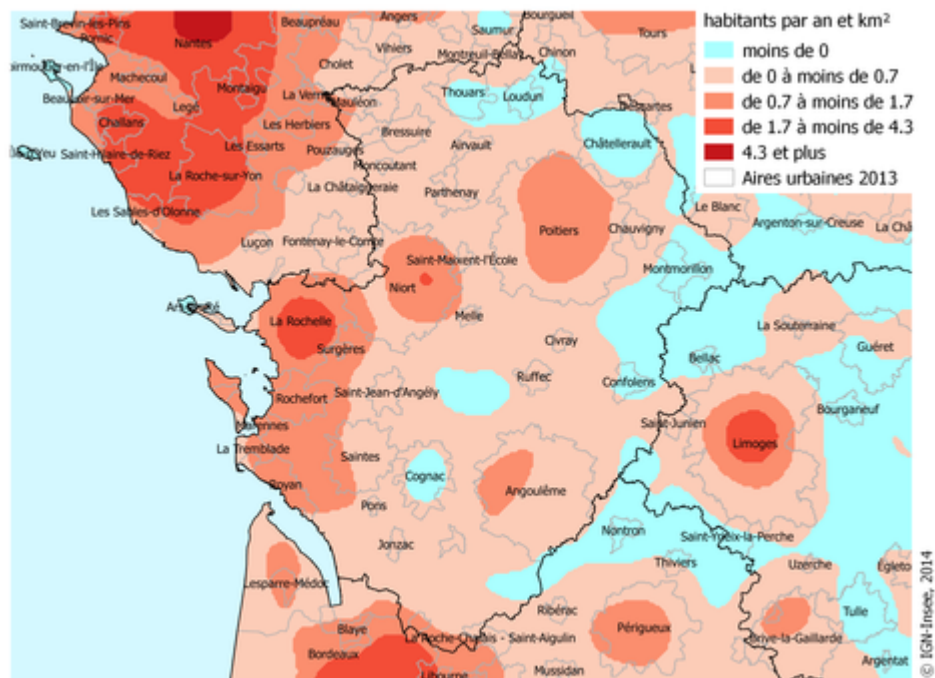 habitants par an et km²
moins de 0
de 0 à moins de 0.7
de 0.7 à moins de 1.7
de 1.7 à moins de 4.3
4.3 et plus
Aires urbaines 2013
Saint-Brevin-les-Pins
Pornic
Nantes
Beaupréau
Angers
Saumur
Bourgueil
Tours
Vihiers
Montreuil-Bellay
Chinon
Cholet
Machecoul
Montaigu
La Verrie
Mauléon
Thouars
Loudun
Descartes
Beauvoir-sur-Mer
Legé
Challans
Les Herbiers
Bressuire
Airvault
Châtellerault
Saint-Hilaire-de-Riez
Les Essarts
Pouzauges
Moncoutant
La Roche-sur-Yon
La Châtaigneraie
Parthenay
Le Blanc
Les Sables-d'Olonne
Argenton-sur-Creuse
La Châ
Luçon
Fontenay-le-Comte
Poitiers
Chauvigny
Saint-Maixent-l'École
Montmorillon
Niort
La Rochelle
Melle
La Souterraine
Surgères
Civray
Guéret
Bellac
Ruffec
Confolens
Rochefort
Saint-Jean-d'Angély
Bourganeuf
Marennes
Saint-Junien
La Tremblade
Limoges
Saintes
Cognac
Royan
Angoulême
Pons
Nontron
Saint-Yrieix-la-Perche
Jonzac
Thiviers
Uzerche
Égleto
Lesparre-Médoc
Ribérac
Tulle
Blaye
La Roche-Chalais - Saint-Aigulin
Périgueux
Brive-la-Gaillarde
Bordeaux
Libourne
Mussidan
Argentat
© IGN-Insee, 2014